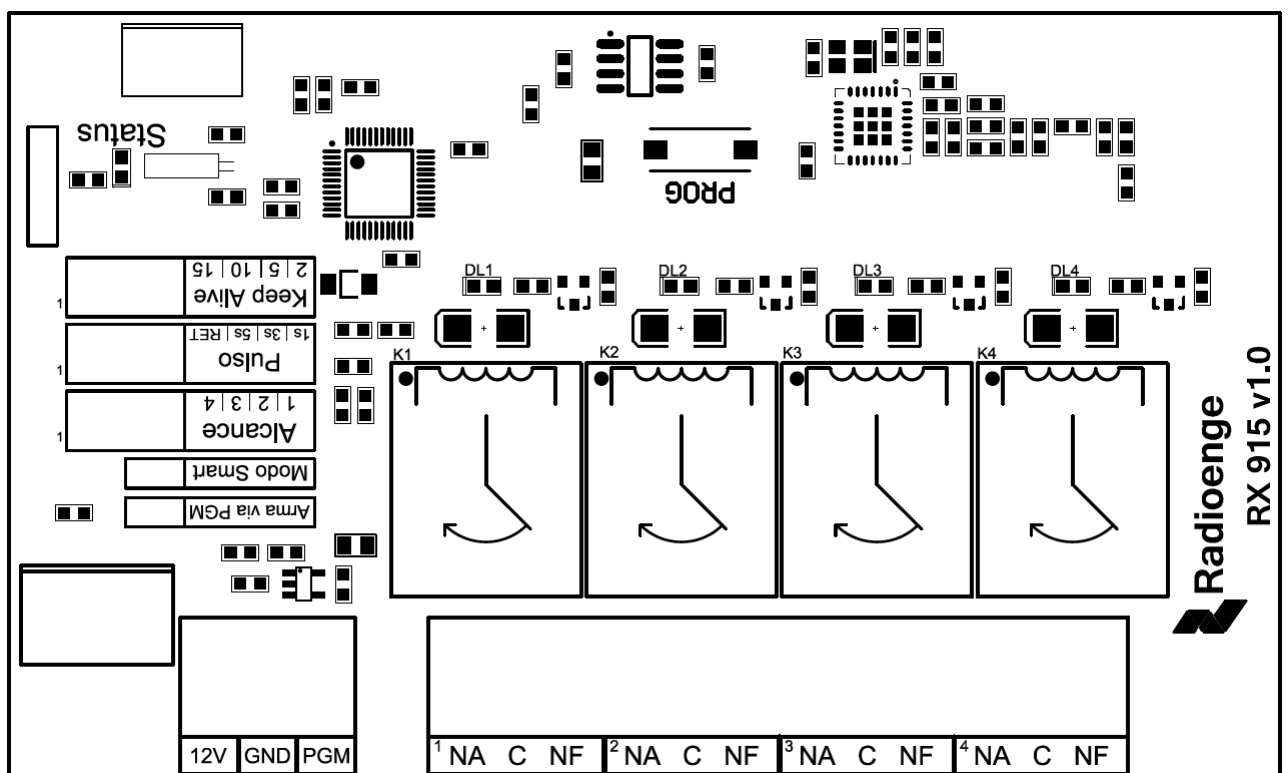 Status
PROG
2 | 5 | 10 | 15
Keep Alive
1
DL1
DL2
DL3
DL4
1s | 3s | 5s | RET
Pulso
1
K1
K2
K3
K4
1 | 2 | 3 | 4
Alcance
1
Modo Smart
Arma via PGM
Radioenge
RX 915 v1.0
12V GND PGM
1 NA C NF 2 NA C NF 3 NA C NF 4 NA C NF